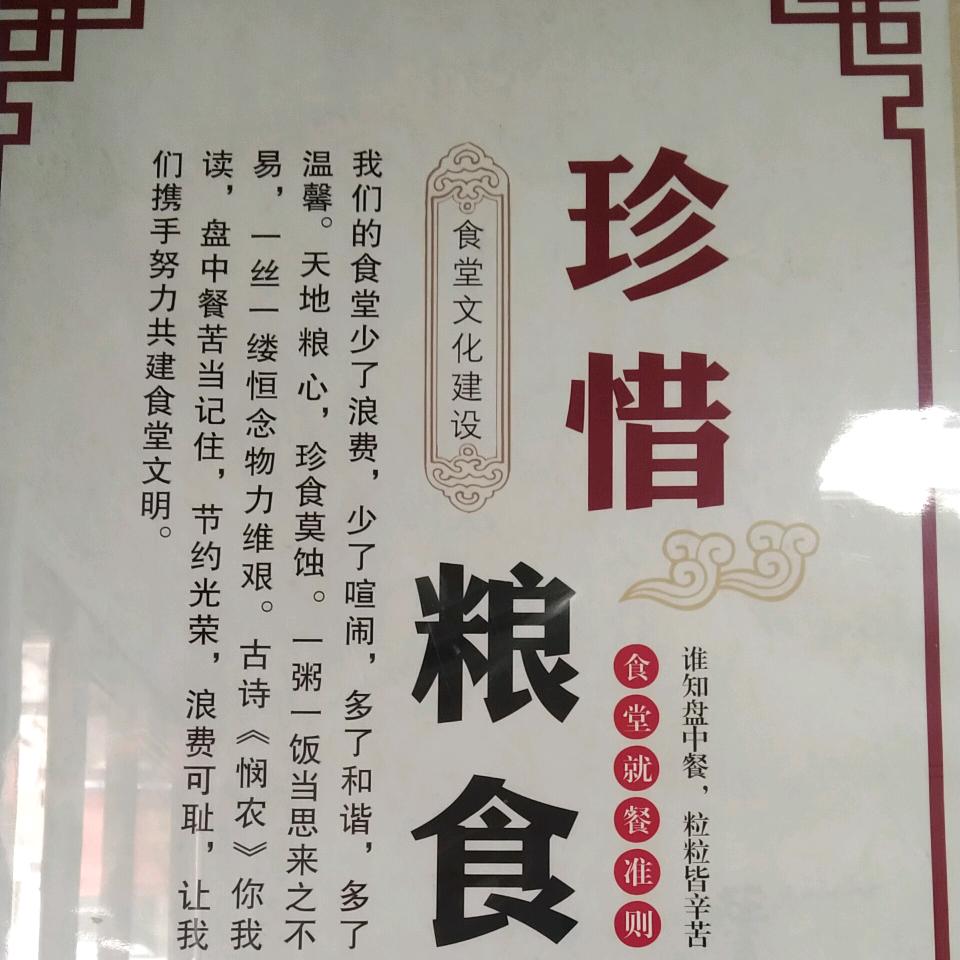 珍惜
粮食
谁知盘中餐，粒粒皆辛苦
食堂就餐准则
食堂文化建设
我们的食堂少了浪费，少了喧闹，多了和谐，多了
温馨。天地粮心，珍食莫蚀。一粥一饭当思来之不
易，一丝一缕恒念物力维艰。古诗《悯农》你我
读，盘中餐苦当记住，节约光荣，浪费可耻，让我
们携手努力共建食堂文明。